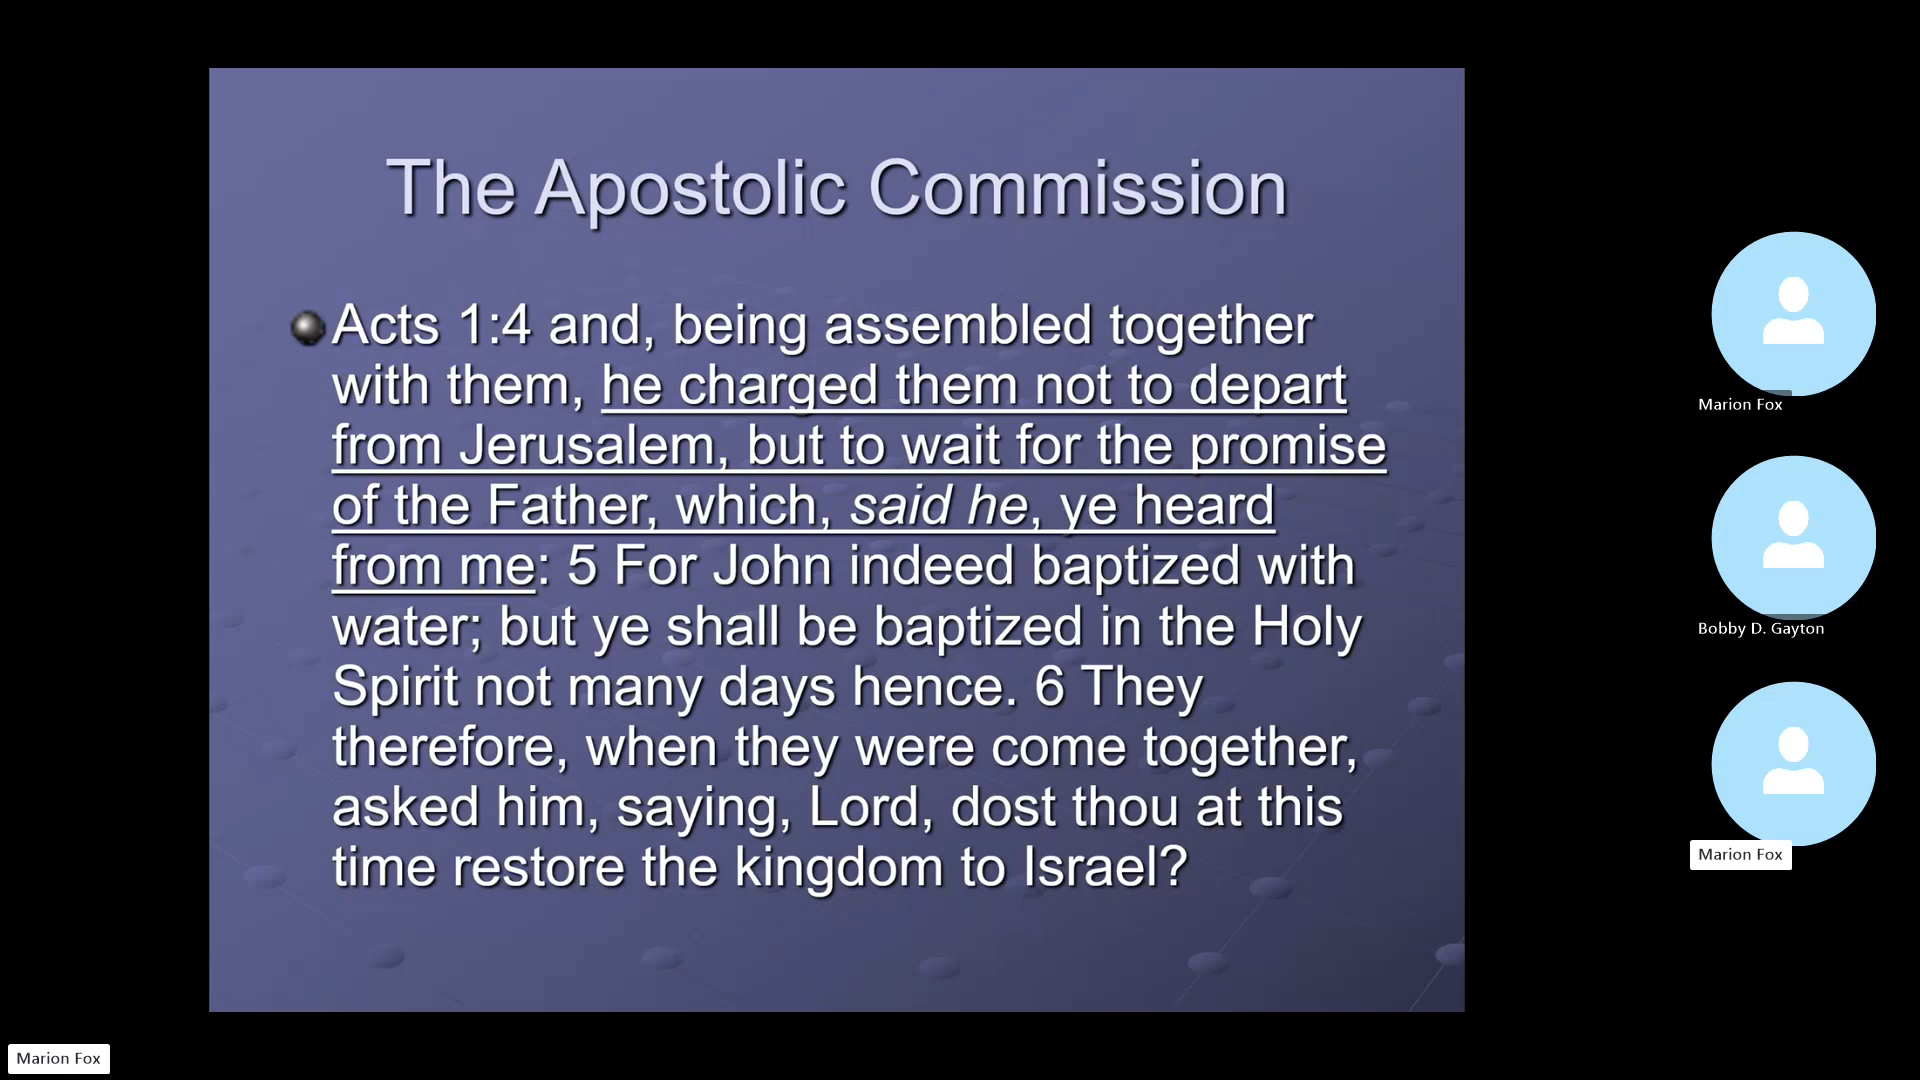 The Apostolic Commission
Acts 1:4 and, being assembled together
with them, he charged them not to depart
from Jerusalem, but to wait for the promise
of the Father, which, said he, ye heard
from me: 5 For John indeed baptized with
water; but ye shall be baptized in the Holy
Spirit not many days hence. 6 They
therefore, when they were come together,
asked him, saying, Lord, dost thou at this
time restore the kingdom to Israel?
Marion Fox
Bobby D. Gayton
Marion Fox
Marion Fox